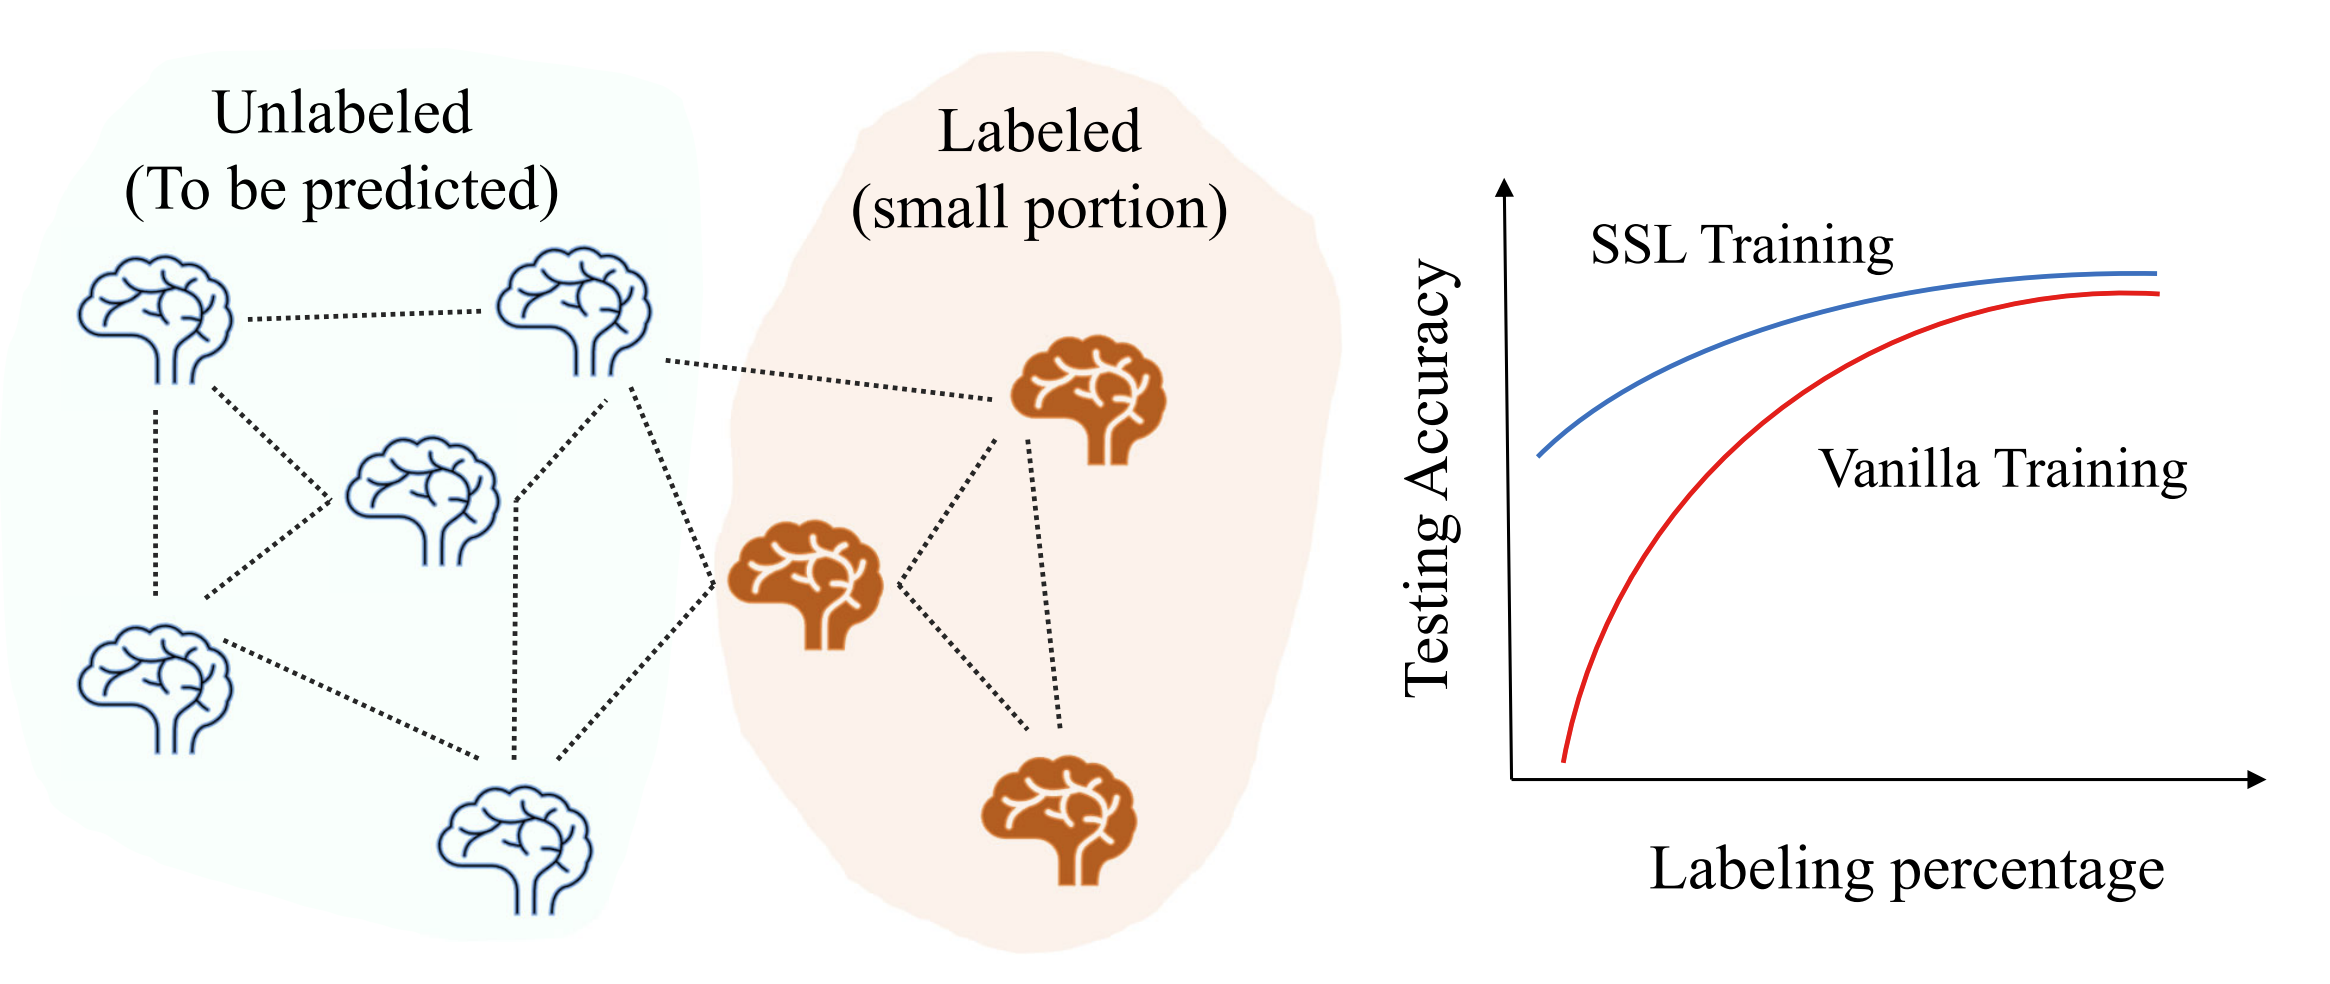 Unlabeled
(To be predicted)
Labeled
(small portion)
SSL Training
Vanilla Training
Testing Accuracy
Labeling percentage